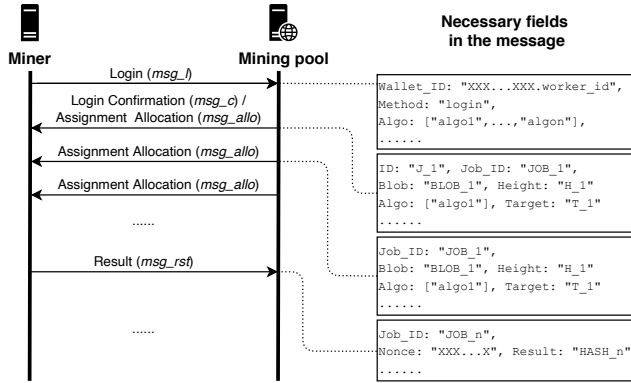 Miner
Mining pool
Necessary fields
in the message
Login (msg_l)
Login Confirmation (msg_c) /
Assignment Allocation (msg_allo)
Assignment Allocation (msg_allo)
Assignment Allocation (msg_allo)
......
Result (msg_rst)
......
Wallet_ID: "XXX...XXX.worker_id",
Method: "login",
Algo: ["algo1",...,"algon"],
......
ID: "J_1", Job_ID: "JOB_1",
Blob: "BLOB_1", Height: "H_1"
Algo: ["algo1"], Target: "T_1"
......
Job_ID: "JOB_1",
Blob: "BLOB_1", Height: "H_1"
Algo: ["algo1"], Target: "T_1"
......
Job_ID: "JOB_n",
Nonce: "XXX...X", Result: "HASH_n"
......